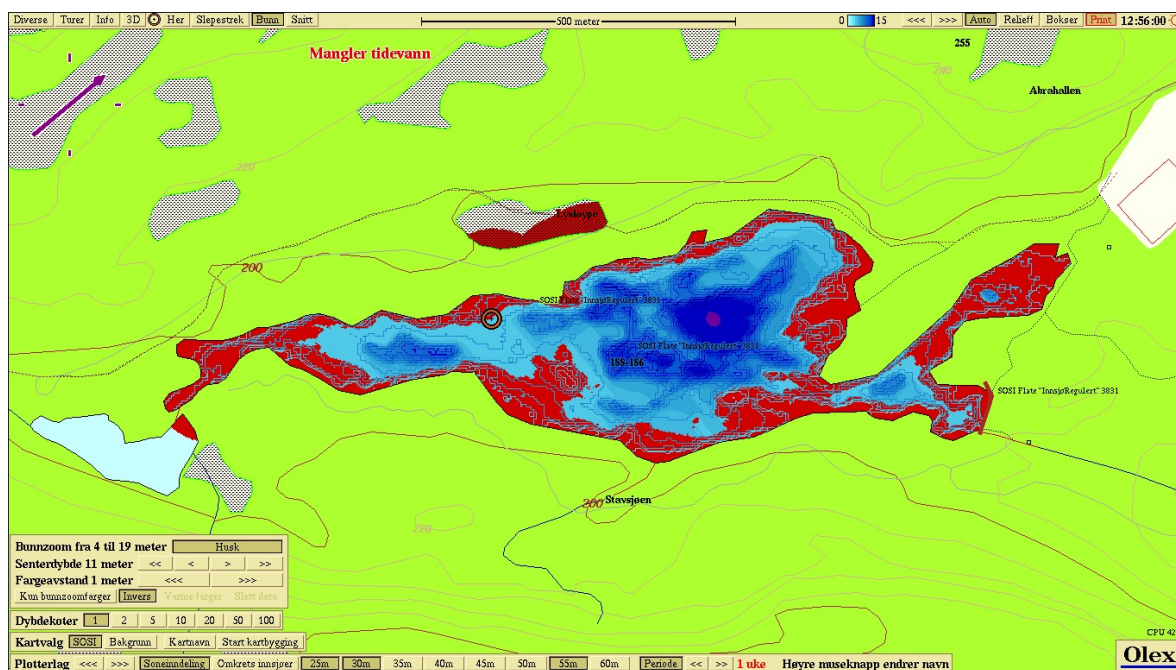 Diverse Turer Info 3D Her Slepestrek Bunn Snitt 500 meter 0 15 <<< >>> Auto Relieff Bokser Print 12:56:00
Mangler tidevann
255
240
Abrahallen
220
Lysløype
200
SOSI Flate "InnsjøRegulert" 3831
SOSI Flate "InnsjøRegulert" 3831
188-186
SOSI Flate "InnsjøRegulert" 3831
Stavsjøen
200
220
Bunnzoom fra 4 til 19 meter Husk
Senterdybde 11 meter << < > >>
Fargeavstand 1 meter <<< >>>
Kun bunnzoomfarger Invers Varme farger Slett data
Dybdekoter 1 2 5 10 20 50 100
Kartvalg SOSI Bakgrunn Kartnavn Start kartbygging
CPU 42
Plotterlag <<< >>> Soneinndeling Omkrets innsjører 25m 30m 35m 40m 45m 50m 55m 60m Periode << >> 1 uke Høyre museknapp endrer navn
Olex